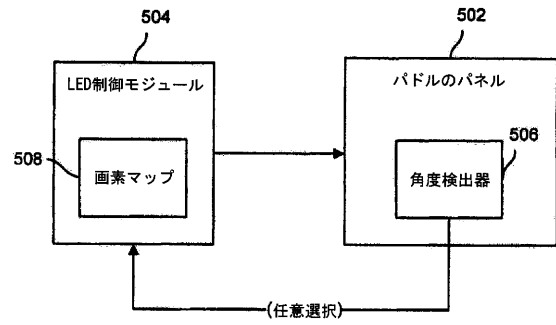 504
LED制御モジュール
508
画素マップ
502
パドルのパネル
506
角度検出器
(任意選択)